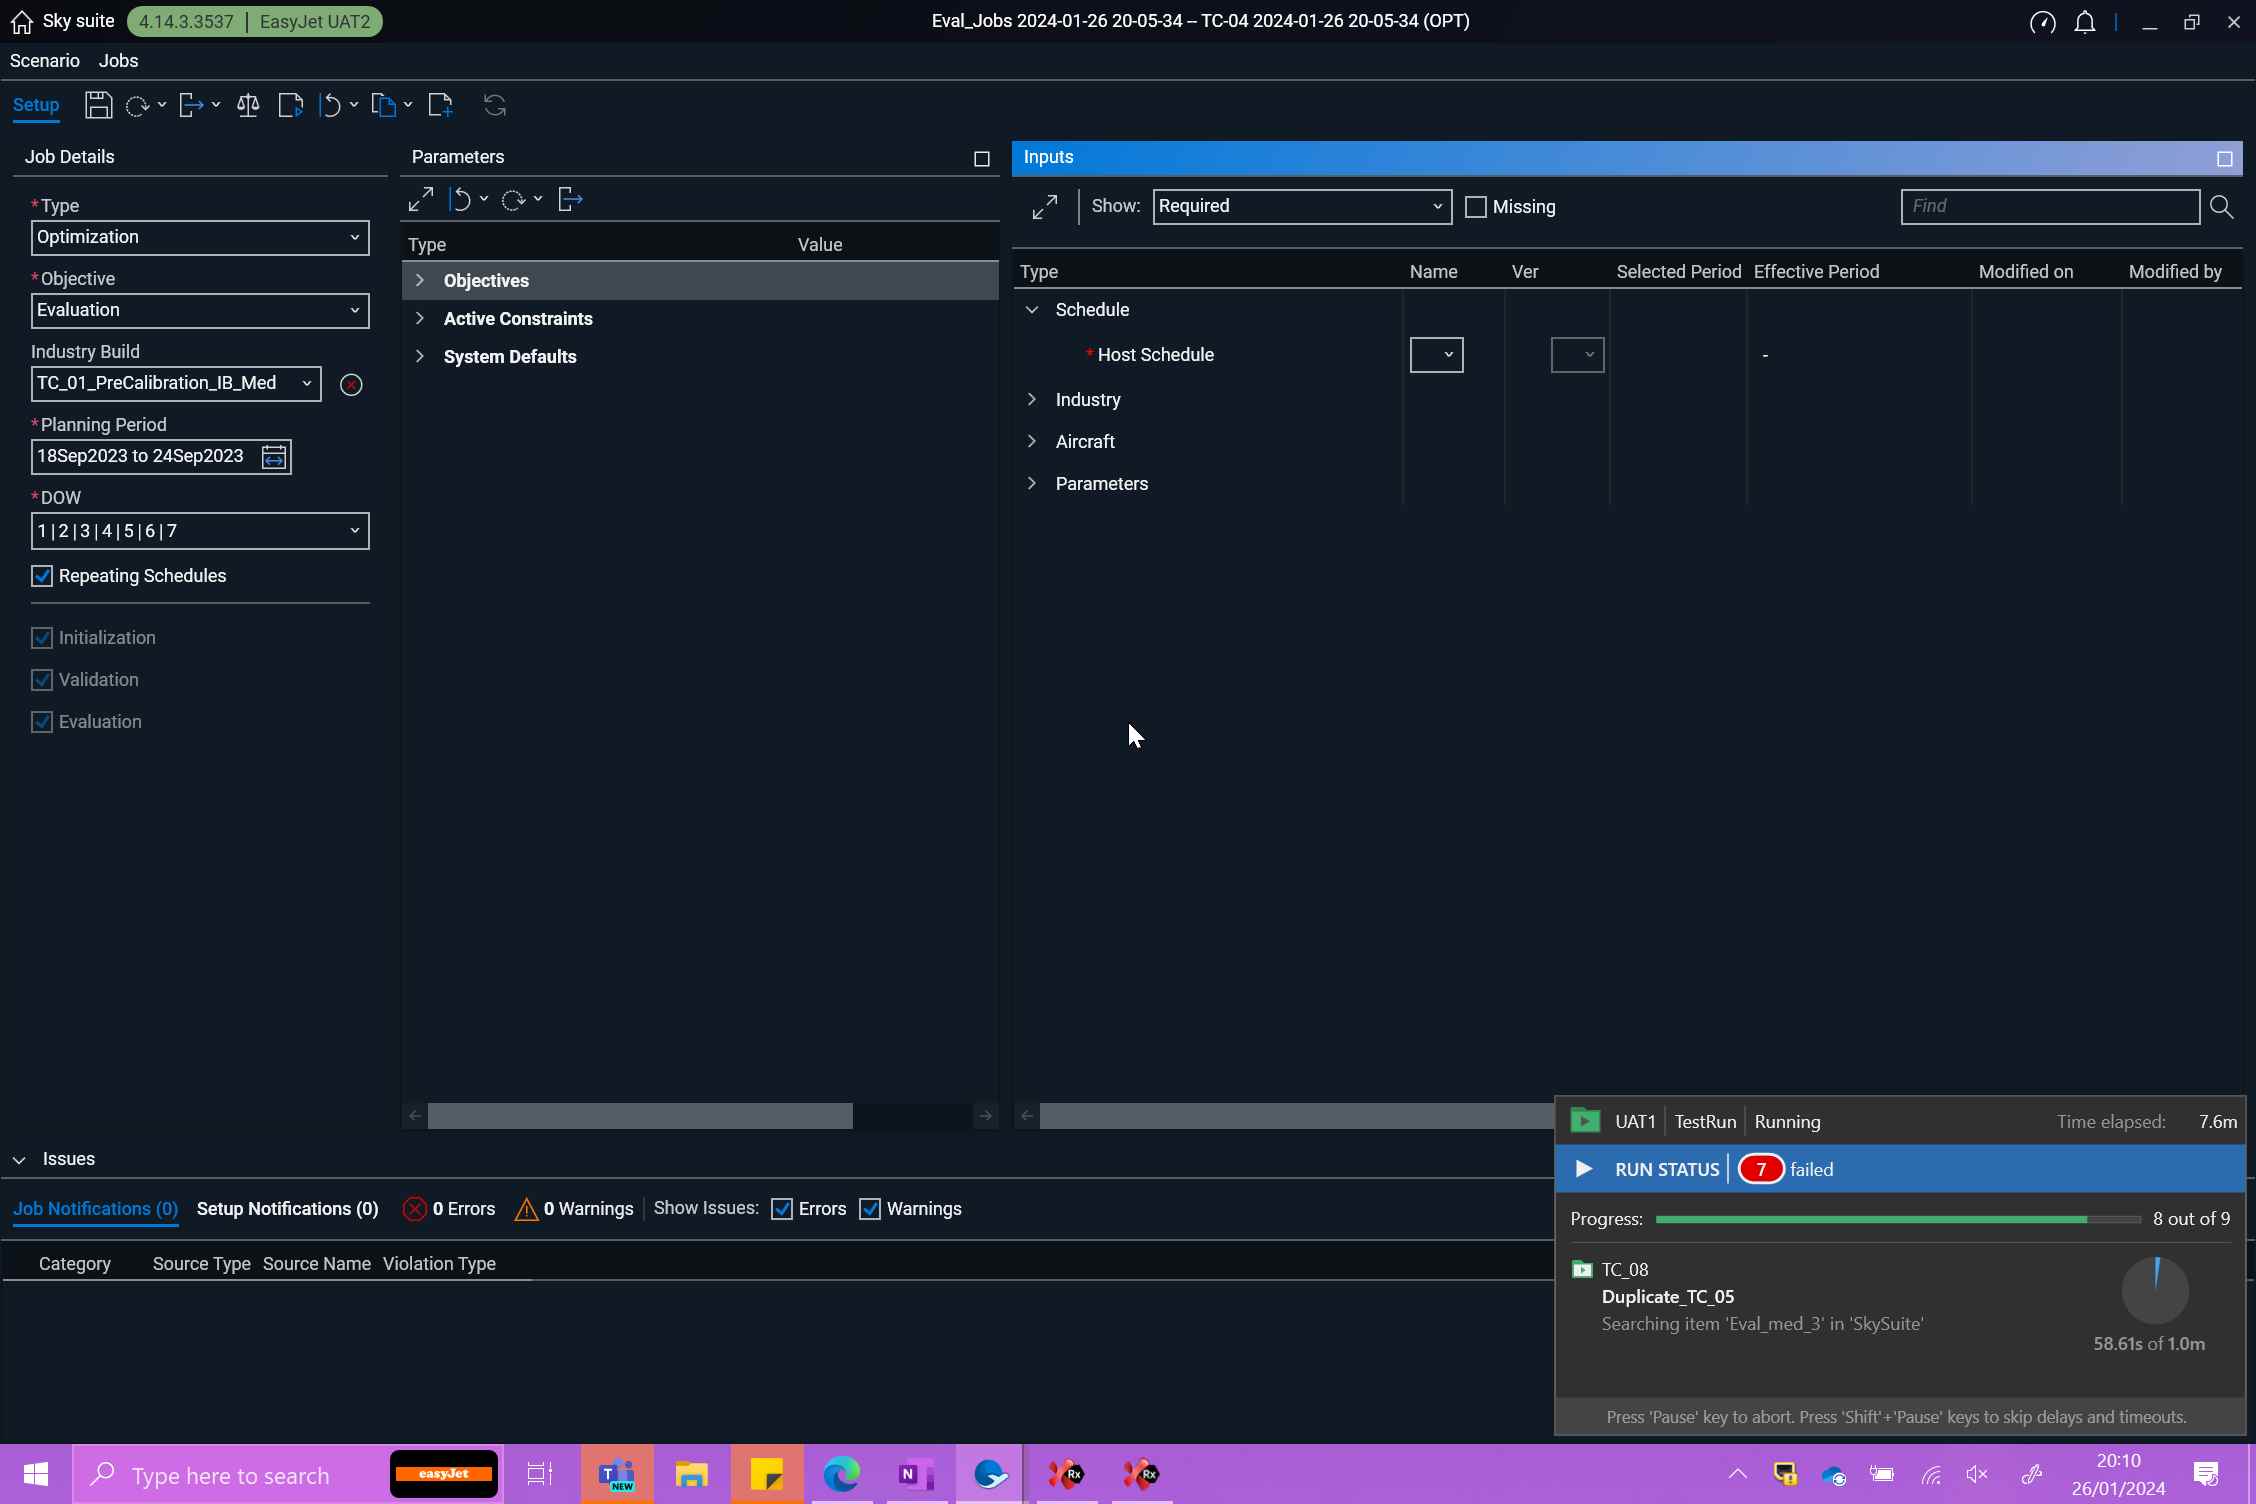 Sky suite 4.14.3.3537 | EasyJet UAT2 Eval_Jobs 2024-01-26 20-05-34 – TC-04 2024-01-26 20-05-34 (OPT)
Scenario Jobs
Setup
Job Details
*Type
Optimization
*Objective
Evaluation
Industry Build
TC_01_PreCalibration_IB_Med
*Planning Period
18Sep2023 to 24Sep2023
*DOW
1|2|3|4|5|6|7
Repeating Schedules
Initialization
Validation
Evaluation
Parameters
Type Value
Objectives
Active Constraints
System Defaults
Inputs
Show: Required Missing Find
Type Name Ver Selected Period Effective Period Modified on Modified by
Schedule
* Host Schedule -
Industry
Aircraft
Parameters
Issues
Job Notifications (0) Setup Notifications (0) 0 Errors 0 Warnings Show Issues: Errors Warnings
Category Source Type Source Name Violation Type
UAT1 TestRun Running Time elapsed: 7.6m
RUN STATUS 7 failed
Progress: 8 out of 9
TC_08
Duplicate_TC_05
Searching item 'Eval_med_3' in 'SkySuite'
58.61s of 1.0m
Press 'Pause' key to abort. Press 'Shift'+'Pause' keys to skip delays and timeouts.
Type here to search easyJet T NEW N Rx Rx 20:10
26/01/2024